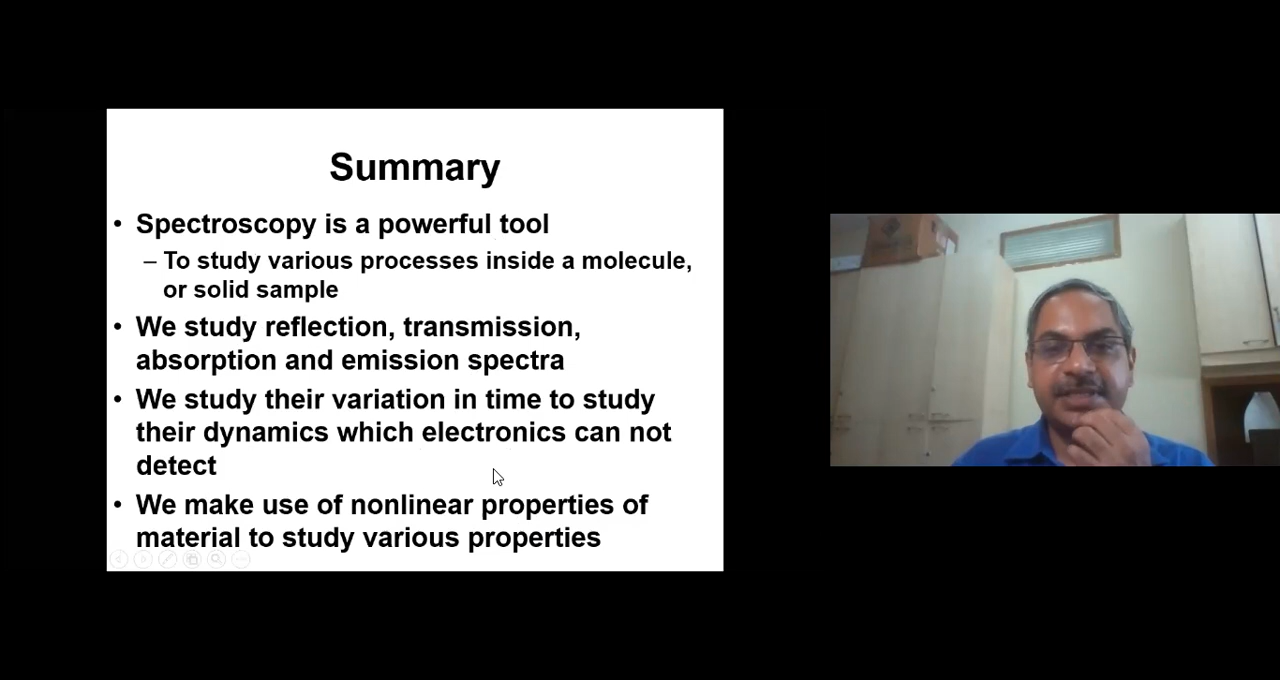 Summary
• Spectroscopy is a powerful tool
– To study various processes inside a molecule,
or solid sample
• We study reflection, transmission,
absorption and emission spectra
• We study their variation in time to study
their dynamics which electronics can not
detect
• We make use of nonlinear properties of
material to study various properties